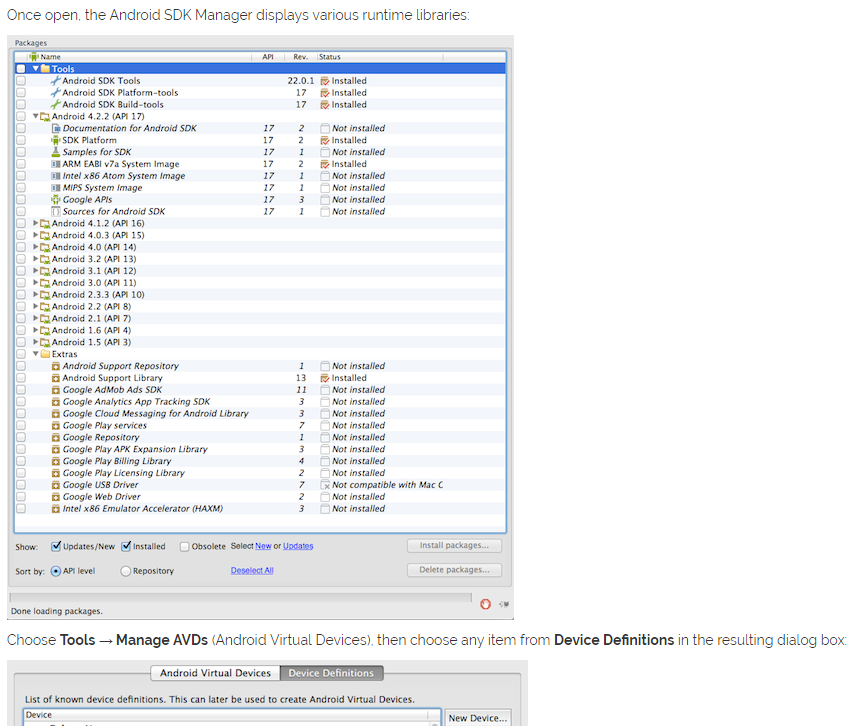 Once open, the Android SDK Manager displays various runtime libraries:
Packages
Name API Rev. Status
Tools
Android SDK Tools 22.0.1 Installed
Android SDK Platform-tools 17 Installed
Android SDK Build-tools 17 Installed
Android 4.2.2 (API 17)
Documentation for Android SDK 17 2 Not installed
SDK Platform 17 2 Installed
Samples for SDK 17 1 Not installed
ARM EABI v7a System Image 17 2 Installed
Intel x86 Atom System Image 17 1 Not installed
MIPS System Image 17 1 Not installed
Google APIs 17 3 Not installed
Sources for Android SDK 17 1 Not installed
Android 4.1.2 (API 16)
Android 4.0.3 (API 15)
Android 4.0 (API 14)
Android 3.2 (API 13)
Android 3.1 (API 12)
Android 3.0 (API 11)
Android 2.3.3 (API 10)
Android 2.2 (API 8)
Android 2.1 (API 7)
Android 1.6 (API 4)
Android 1.5 (API 3)
Extras
Android Support Repository 1 Not installed
Android Support Library 13 Installed
Google AdMob Ads SDK 11 Not installed
Google Analytics App Tracking SDK 3 Not installed
Google Cloud Messaging for Android Library 3 Not installed
Google Play services 7 Not installed
Google Repository 1 Not installed
Google Play APK Expansion Library 3 Not installed
Google Play Billing Library 4 Not installed
Google Play Licensing Library 2 Not installed
Google USB Driver 7 Not compatible with Mac O
Google Web Driver 2 Not installed
Intel x86 Emulator Accelerator (HAXM) 3 Not installed
Show: Updates/New Installed Obsolete Select New or Updates Install packages...
Sort by: API level Repository Deselect All Delete packages...
Done loading packages.
Choose Tools → Manage AVDs (Android Virtual Devices), then choose any item from Device Definitions in the resulting dialog box:
Android Virtual Devices Device Definitions
List of known device definitions. This can later be used to create Android Virtual Devices.
Device New Device...